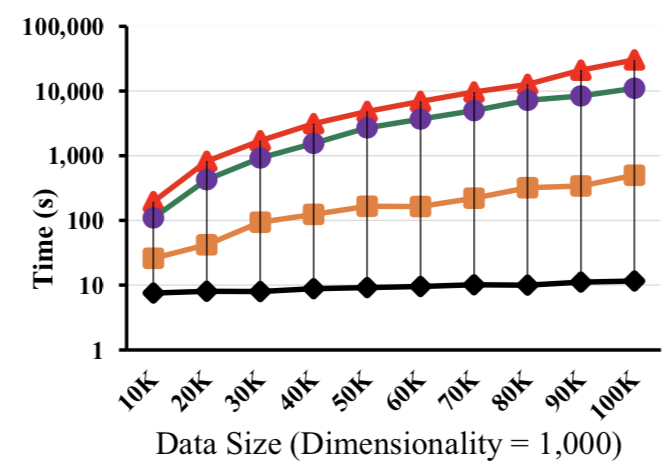 100,000
10,000
1,000
100
10
1
Time (s)
10K
20K
30K
40K
50K
60K
70K
80K
90K
100K
Data Size (Dimensionality = 1,000)